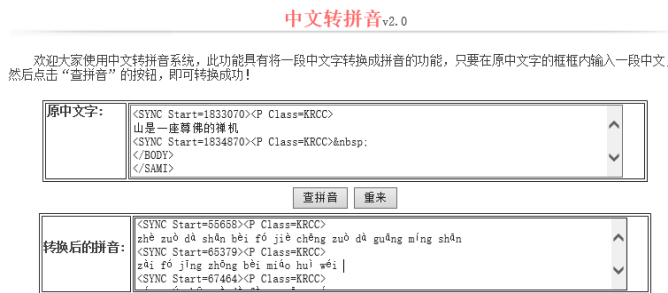 中文转拼音v2.0
欢迎大家使用中文转拼音系统，此功能具有将一段中文字转换成拼音的功能，只要在原中文字的框框内输入一段中文，
然后点击“查拼音”的按钮，即可转换成功！
原中文字：
<SYNC Start=1833070><P Class=KRCC>
山是一座尊佛的禅机
<SYNC Start=1834870><P Class=KRCC>&nbsp;
</BODY>
</SAMI>
查拼音 重来
转换后的拼音：
<SYNC Start=55658><P Class=KRCC>
zhè zuò dà shān bèi fó jiè chēng zuò dà guāng míng shān
<SYNC Start=65379><P Class=KRCC>
zài fó jīng zhōng bèi miáo huì wéi
<SYNC Start=67464><P Class=KRCC>